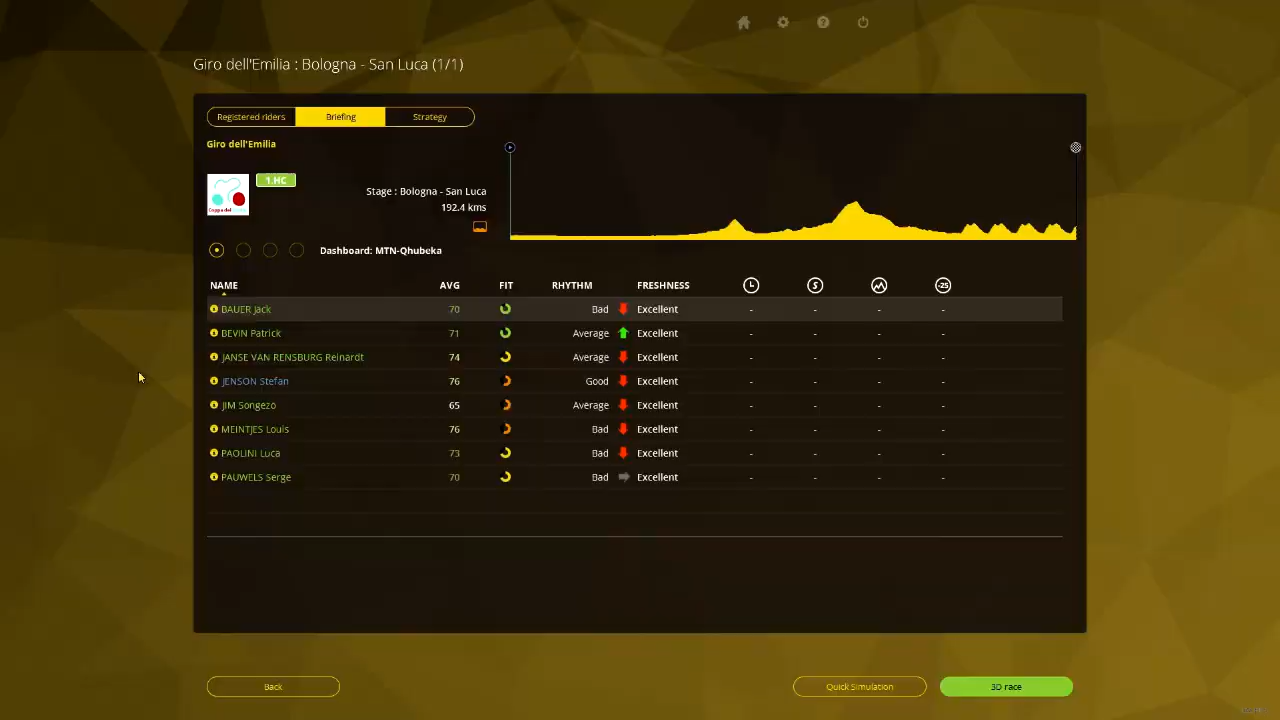 Giro dell'Emilia : Bologna - San Luca (1/1)
Registered riders Briefing Strategy
Giro dell'Emilia
1.HC
Stage : Bologna - San Luca
192.4 kms
Dashboard: MTN-Qhubeka
NAME AVG FIT RHYTHM FRESHNESS -25
BAUER Jack 70 Bad Excellent - - - -
BEVIN Patrick 71 Average Excellent - - - -
JANSE VAN RENSBURG Reinardt 74 Average Excellent - - - -
JENSON Stefan 76 Good Excellent - - - -
JIM Songezo 65 Average Excellent - - - -
MEINTJES Louis 76 Bad Excellent - - - -
PAOLINI Luca 73 Bad Excellent - - - -
PAUWELS Serge 70 Bad Excellent - - - -
Back Quick Simulation 3D race